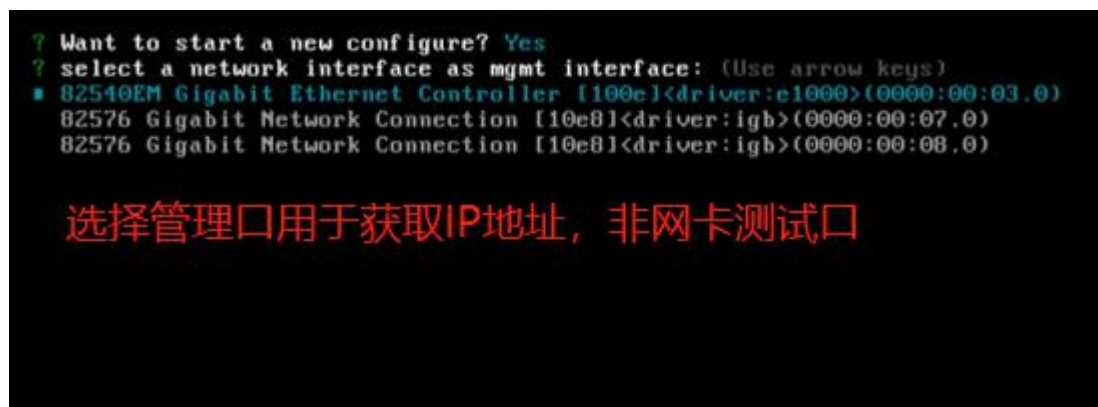 ? Want to start a new configure? Yes
? select a network interface as mgmt interface: (Use arrow keys)
82540EM Gigabit Ethernet Controller [100e]<driver:e1000>(0000:00:03.0)
82576 Gigabit Network Connection [10e8]<driver:igb>(0000:00:07.0)
82576 Gigabit Network Connection [10e8]<driver:igb>(0000:00:08.0)
选择管理口用于获取IP地址，非网卡测试口